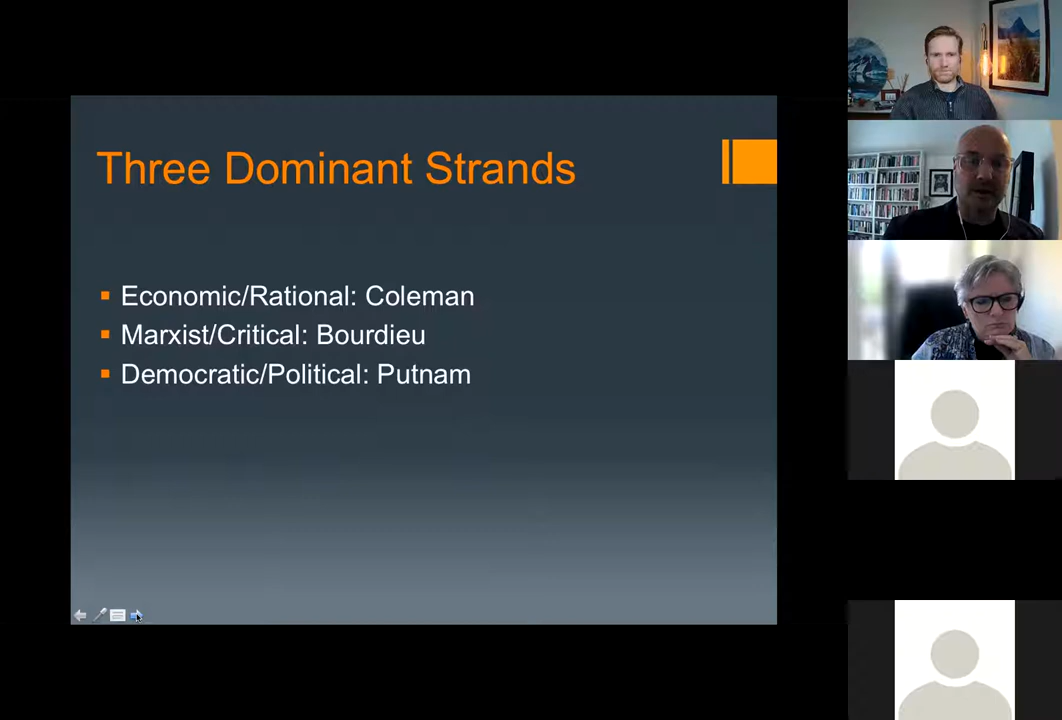 Three Dominant Strands
Economic/Rational: Coleman
Marxist/Critical: Bourdieu
Democratic/Political: Putnam